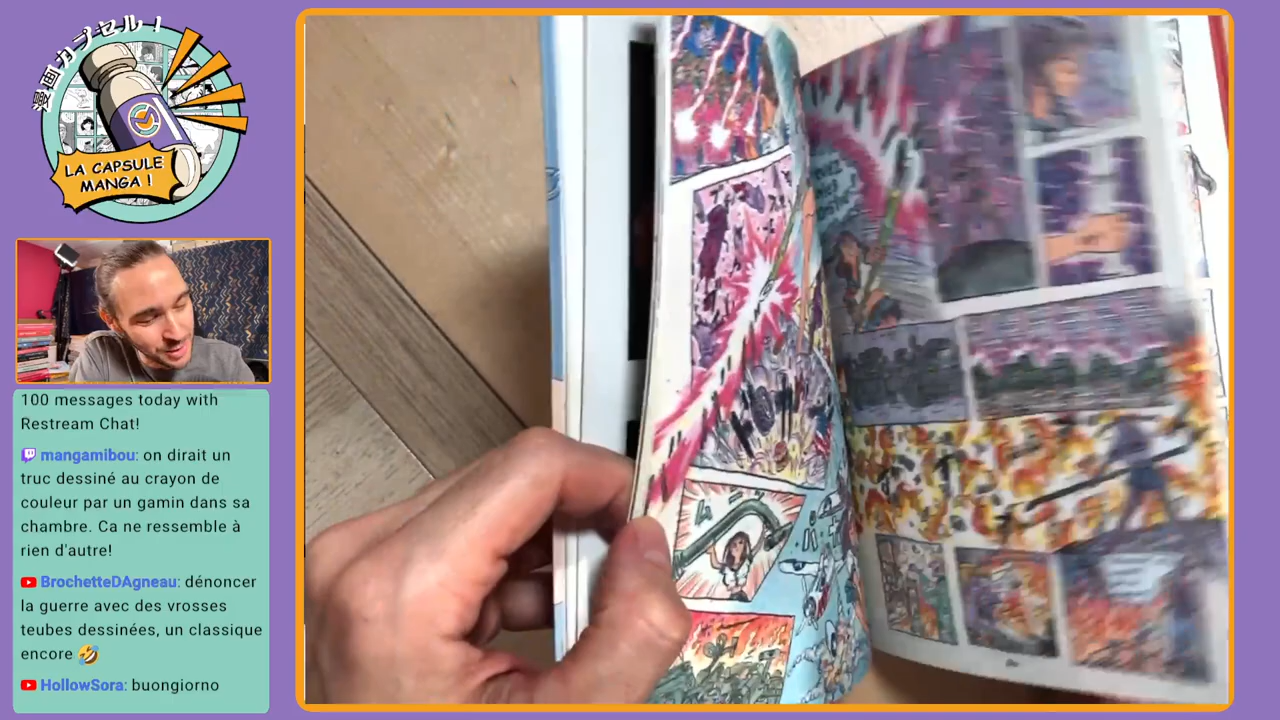 漫画カプセル!
LA CAPSULE
MANGA !
100 messages today with
Restream Chat!
mangamibou: on dirait un
truc dessiné au crayon de
couleur par un gamin dans sa
chambre. Ca ne ressemble à
rien d'autre!
BrochetteDAgneau: dénoncer
la guerre avec des vrosses
teubes dessinées, un classique
encore 🤣
HollowSora: buongiorno